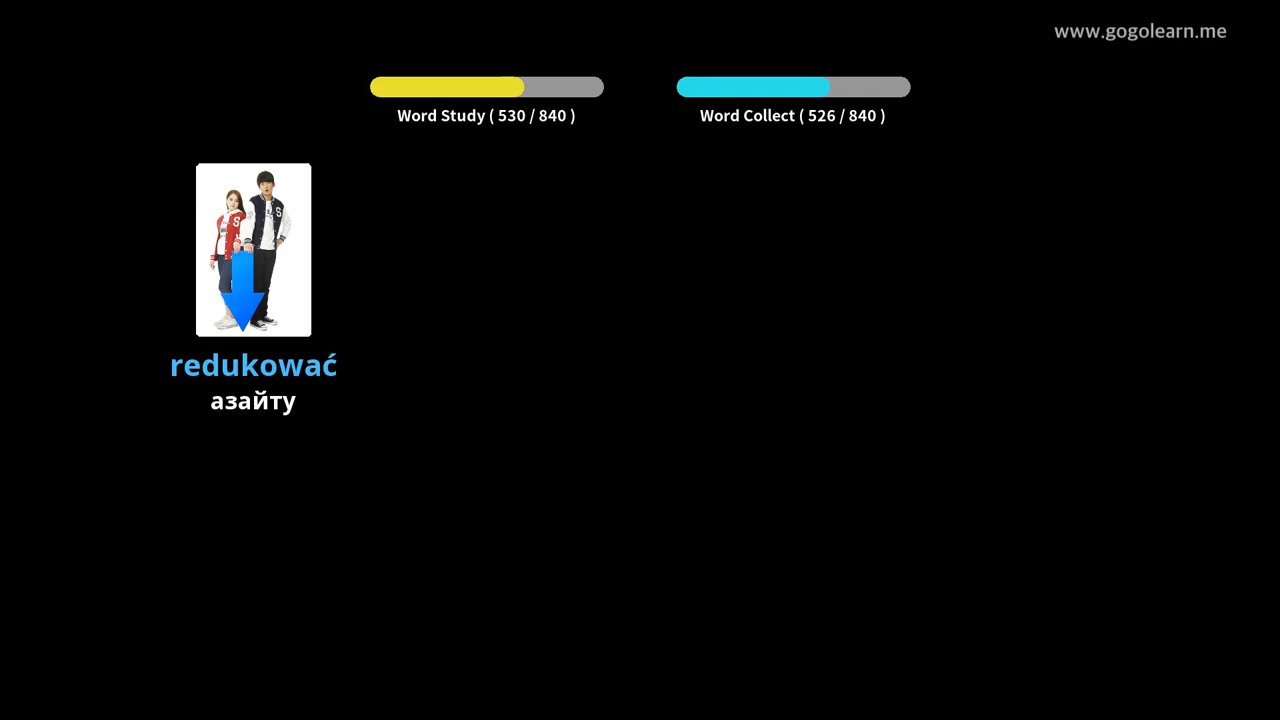 www.gogolearn.me
Word Study ( 530 / 840 )
Word Collect ( 526 / 840 )
S
S
redukować
азайту